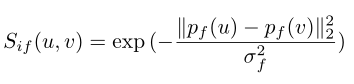 S_{if}(u, v) = \exp(-\frac{\|p_f(u) - p_f(v)\|_2^2}{\sigma_f^2})